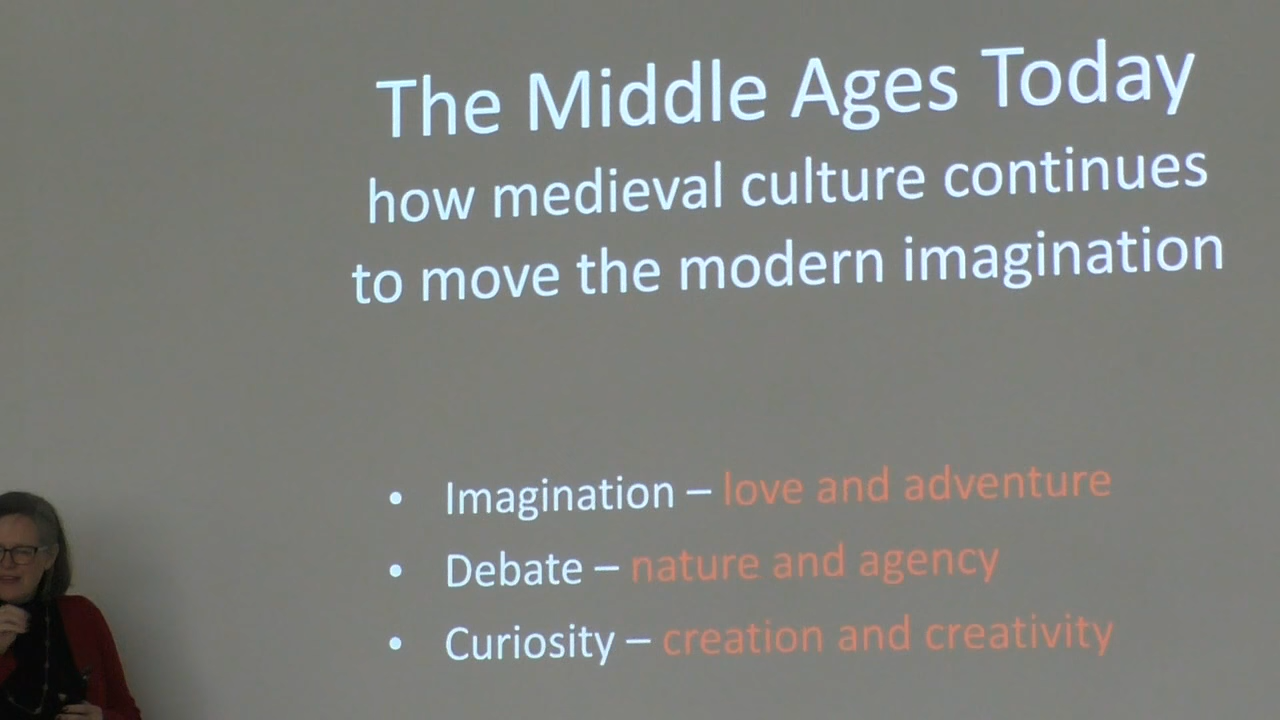 The Middle Ages Today
how medieval culture continues
to move the modern imagination
• Imagination – love and adventure
• Debate – nature and agency
• Curiosity – creation and creativity